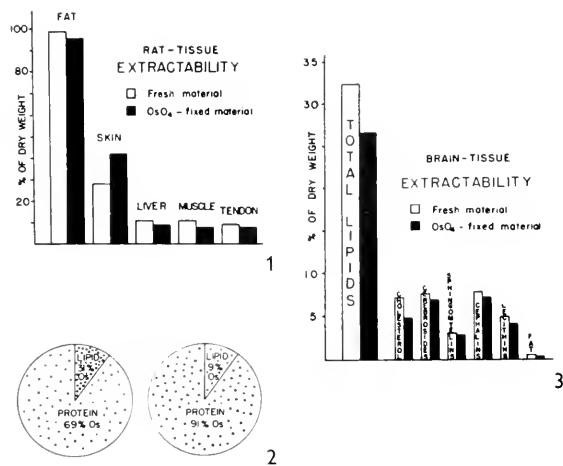 FAT
100
80
20
% OF DRY WEIGHT
RAT-TISSUE
EXTRACTABILITY
Fresh material
OsO4 - fixed material
SKIN
LIVER
MUSCLE
TENDON
1
LIPID
31%
Os
PROTEIN
69% Os
LIPID
9%
Os
PROTEIN
91% Os
2
35
30
10
5
% OF DRY WEIGHT
BRAIN-TISSUE
EXTRACTABILITY
Fresh material
OsO4 - fixed material
TOTAL LIPIDS
CHOLESTEROL
CEREBROSIDES
SPHINGOMYELINS
CEPHALINS
LECITHINS
FAT
3